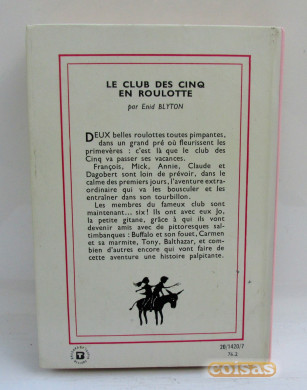 LE CLUB DES CINQ
EN ROULOTTE
par Enid BLYTON
DEUX belles roulottes toutes pimpantes,
dans un grand pré où fleurissent les
primevères : c'est là que le club des
Cinq va passer ses vacances.
François, Mick, Annie, Claude et
Dagobert sont loin de prévoir, dans le
calme des premiers jours, l'aventure extra-
ordinaire qui va les bousculer et les
entraîner dans son tourbillon.
Les membres du fameux club sont
maintenant... six! Ils ont avec eux Jo,
la petite gitane, grâce à qui ils vont
devenir amis avec de pittoresques sal-
timbanques : Buffalo et son fouet, Carmen
et sa marmite, Tony, Balthazar, et com-
bien d'autres encore qui vont faire de
cette aventure une histoire palpitante.
T
20/1420/7
76.2
coisas